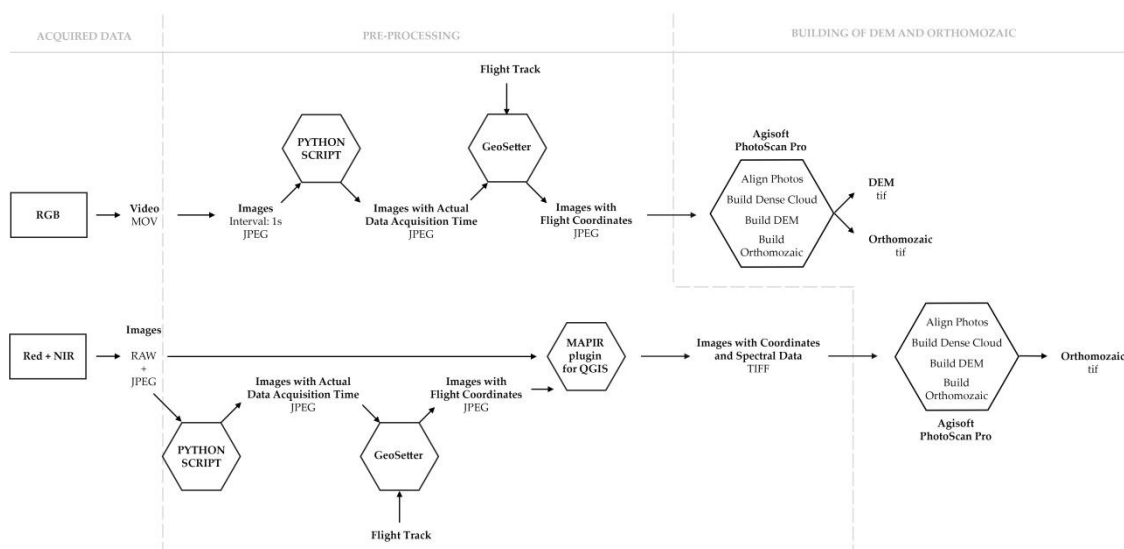 ACQUIRED DATA
PRE-PROCESSING
BUILDING OF DEM AND ORTHOMOZAIC
Flight Track
PYTHON
SCRIPT
GeoSetter
Agisoft
PhotoScan Pro
Align Photos
Build Dense Cloud
Build DEM
Build
Orthomozaic
DEM
tif
Orthomozaic
tif
RGB
Video
MOV
Images
Interval: 1s
JPEG
Images with Actual
Data Acquisition Time
JPEG
Images with
Flight Coordinates
JPEG
Red + NIR
Images
RAW
+
JPEG
MAPIR
plugin
for QGIS
Images with Coordinates
and Spectral Data
TIFF
Align Photos
Build Dense Cloud
Build DEM
Build
Orthomozaic
Agisoft
PhotoScan Pro
Orthomozaic
tif
Images with Actual
Data Acquisition Time
JPEG
Images with
Flight Coordinates
JPEG
PYTHON
SCRIPT
GeoSetter
Flight Track